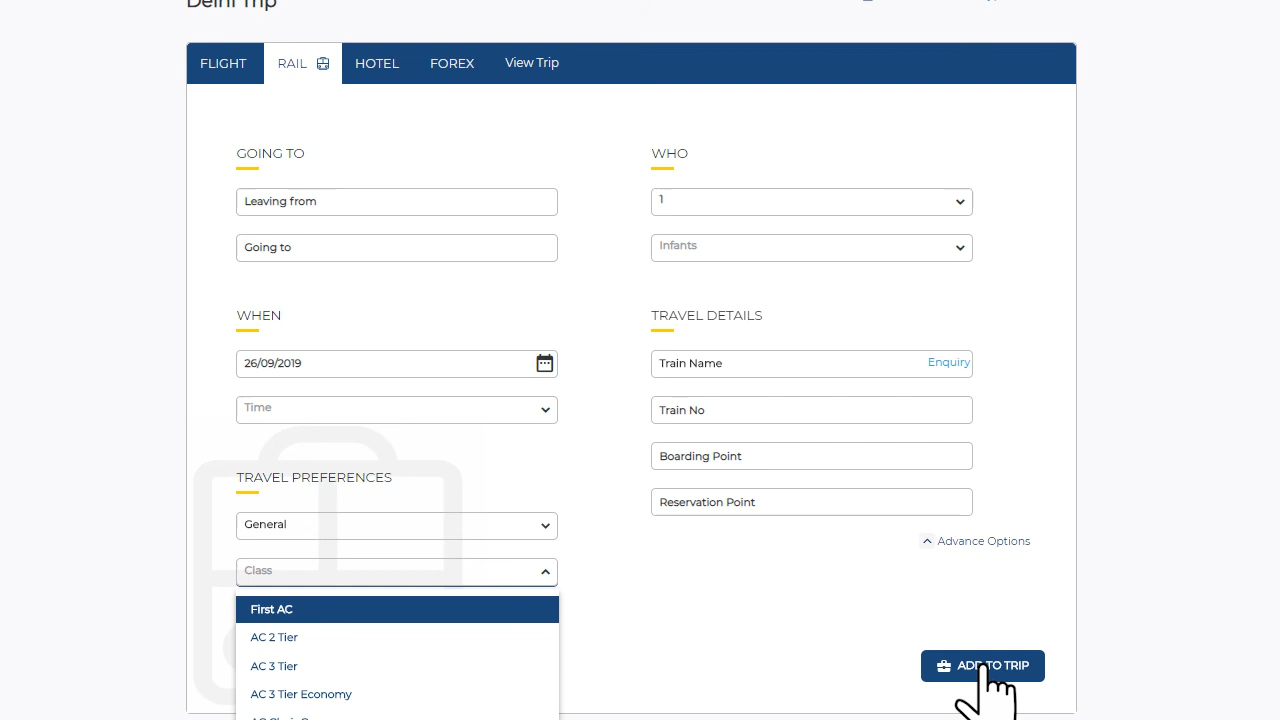 Delhi Trip
FLIGHT
RAIL
HOTEL
FOREX
View Trip
GOING TO
Leaving from
Going to
WHO
1
Infants
WHEN
26/09/2019
Time
TRAVEL DETAILS
Train Name
Enquiry
Train No
Boarding Point
Reservation Point
Advance Options
TRAVEL PREFERENCES
General
Class
First AC
AC 2 Tier
AC 3 Tier
AC 3 Tier Economy
ADD TO TRIP